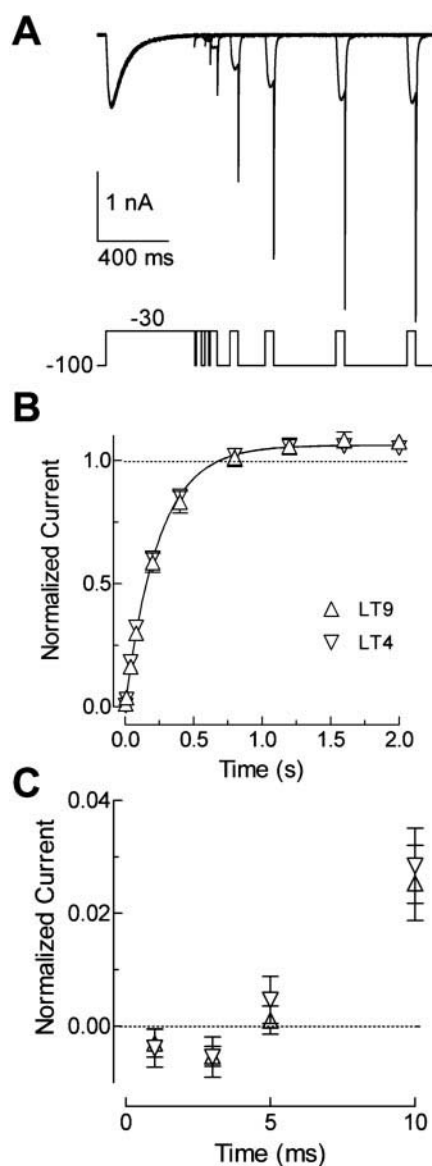 A
1 nA
400 ms
-30
-100
B
Normalized Current
1.0
0.5
0.0
LT9
LT4
0.0 0.5 1.0 1.5 2.0
Time (s)
C
Normalized Current
0.04
0.02
0.00
0 5 10
Time (ms)